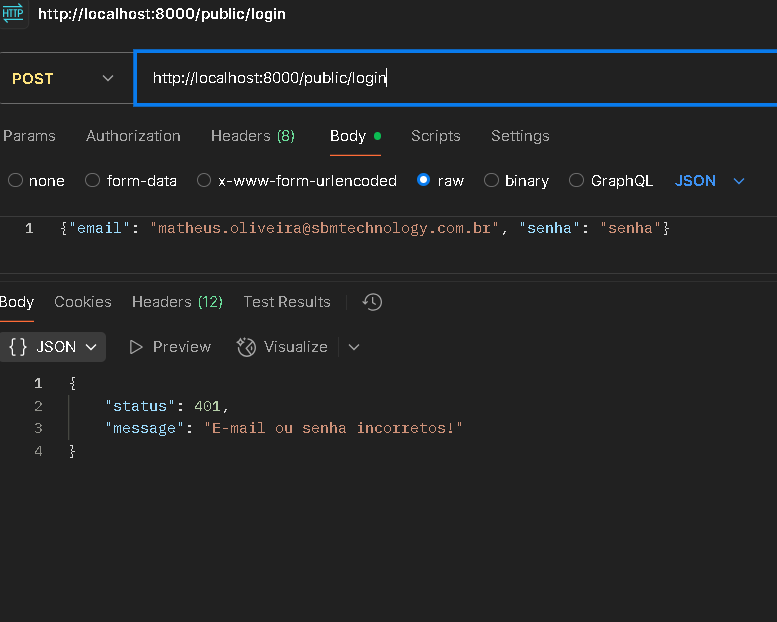 HTTP http://localhost:8000/public/login
POST http://localhost:8000/public/login
Params Authorization Headers (8) Body Scripts Settings
none form-data x-www-form-urlencoded raw binary GraphQL JSON
1 {"email": "matheus.oliveira@sbmtechnology.com.br", "senha": "senha"}
Body Cookies Headers (12) Test Results
{} JSON Preview Visualize
1 {
2 "status": 401,
3 "message": "E-mail ou senha incorretos!"
4 }